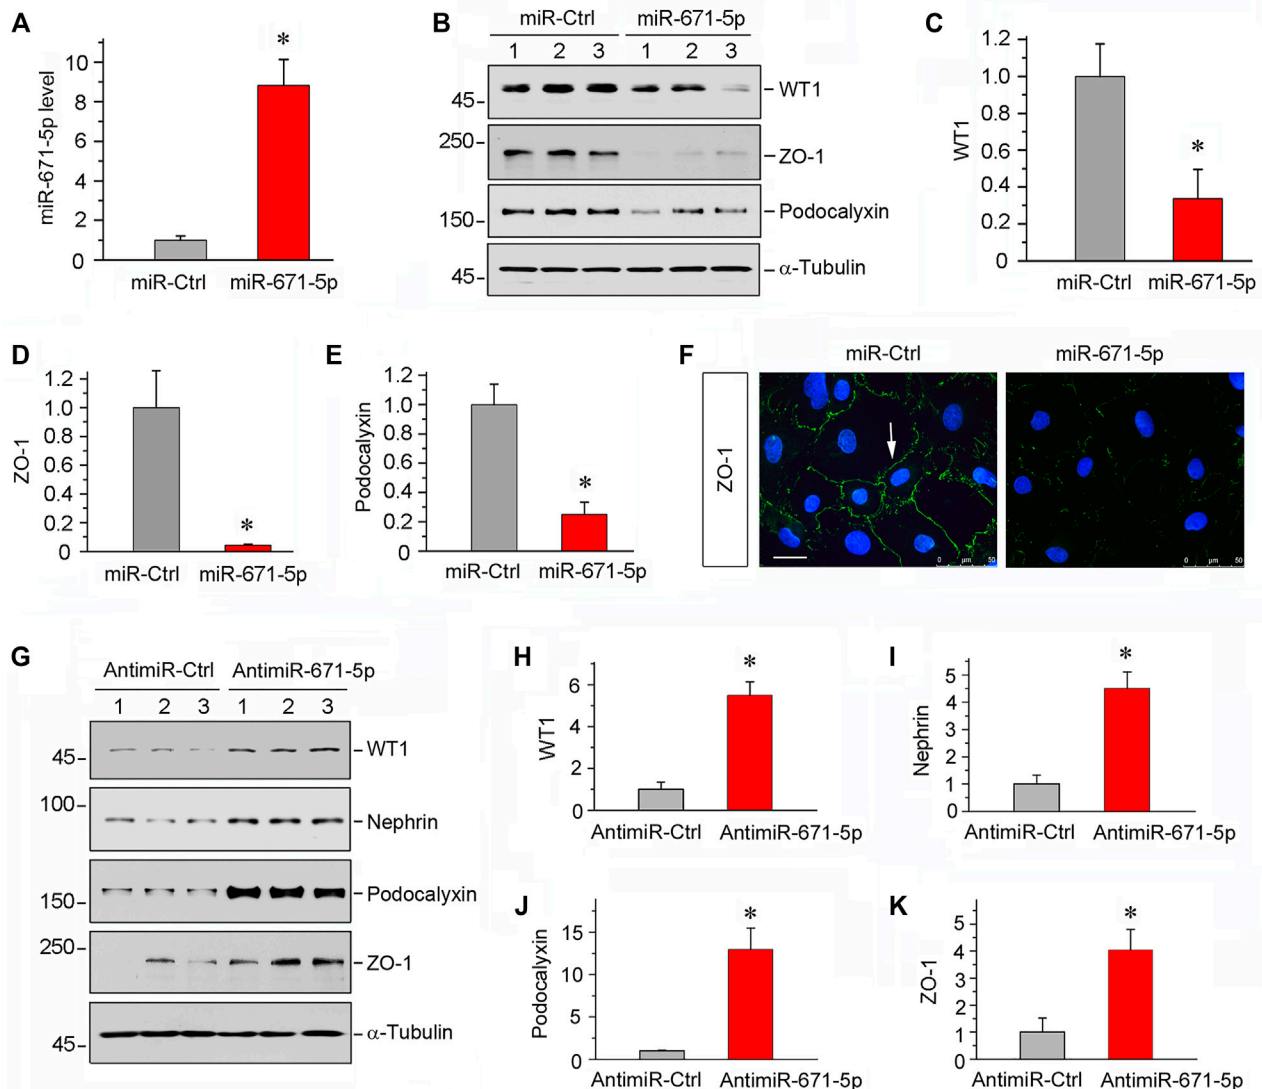 A
miR-671-5p level
10
8
6
4
2
0
*
miR-Ctrl miR-671-5p
B
miR-Ctrl miR-671-5p
1 2 3 1 2 3
45 WT1
250 ZO-1
150 Podocalyxin
45 α-Tubulin
C
WT1
1.2
1.0
0.8
0.6
0.4
0.2
0
*
miR-Ctrl miR-671-5p
D
ZO-1
1.2
1.0
0.8
0.6
0.4
0.2
0
*
miR-Ctrl miR-671-5p
E
Podocalyxin
1.2
1.0
0.8
0.6
0.4
0.2
0
*
miR-Ctrl miR-671-5p
F
miR-Ctrl miR-671-5p
ZO-1
0 µm 50
0 µm 50
G
AntimiR-Ctrl AntimiR-671-5p
1 2 3 1 2 3
45 WT1
100 Nephrin
150 Podocalyxin
250 ZO-1
45 α-Tubulin
H
WT1
6
4
2
0
*
AntimiR-Ctrl AntimiR-671-5p
I
Nephrin
5
4
3
2
1
0
*
AntimiR-Ctrl AntimiR-671-5p
J
Podocalyxin
15
10
5
0
*
AntimiR-Ctrl AntimiR-671-5p
K
ZO-1
5
4
3
2
1
0
*
AntimiR-Ctrl AntimiR-671-5p